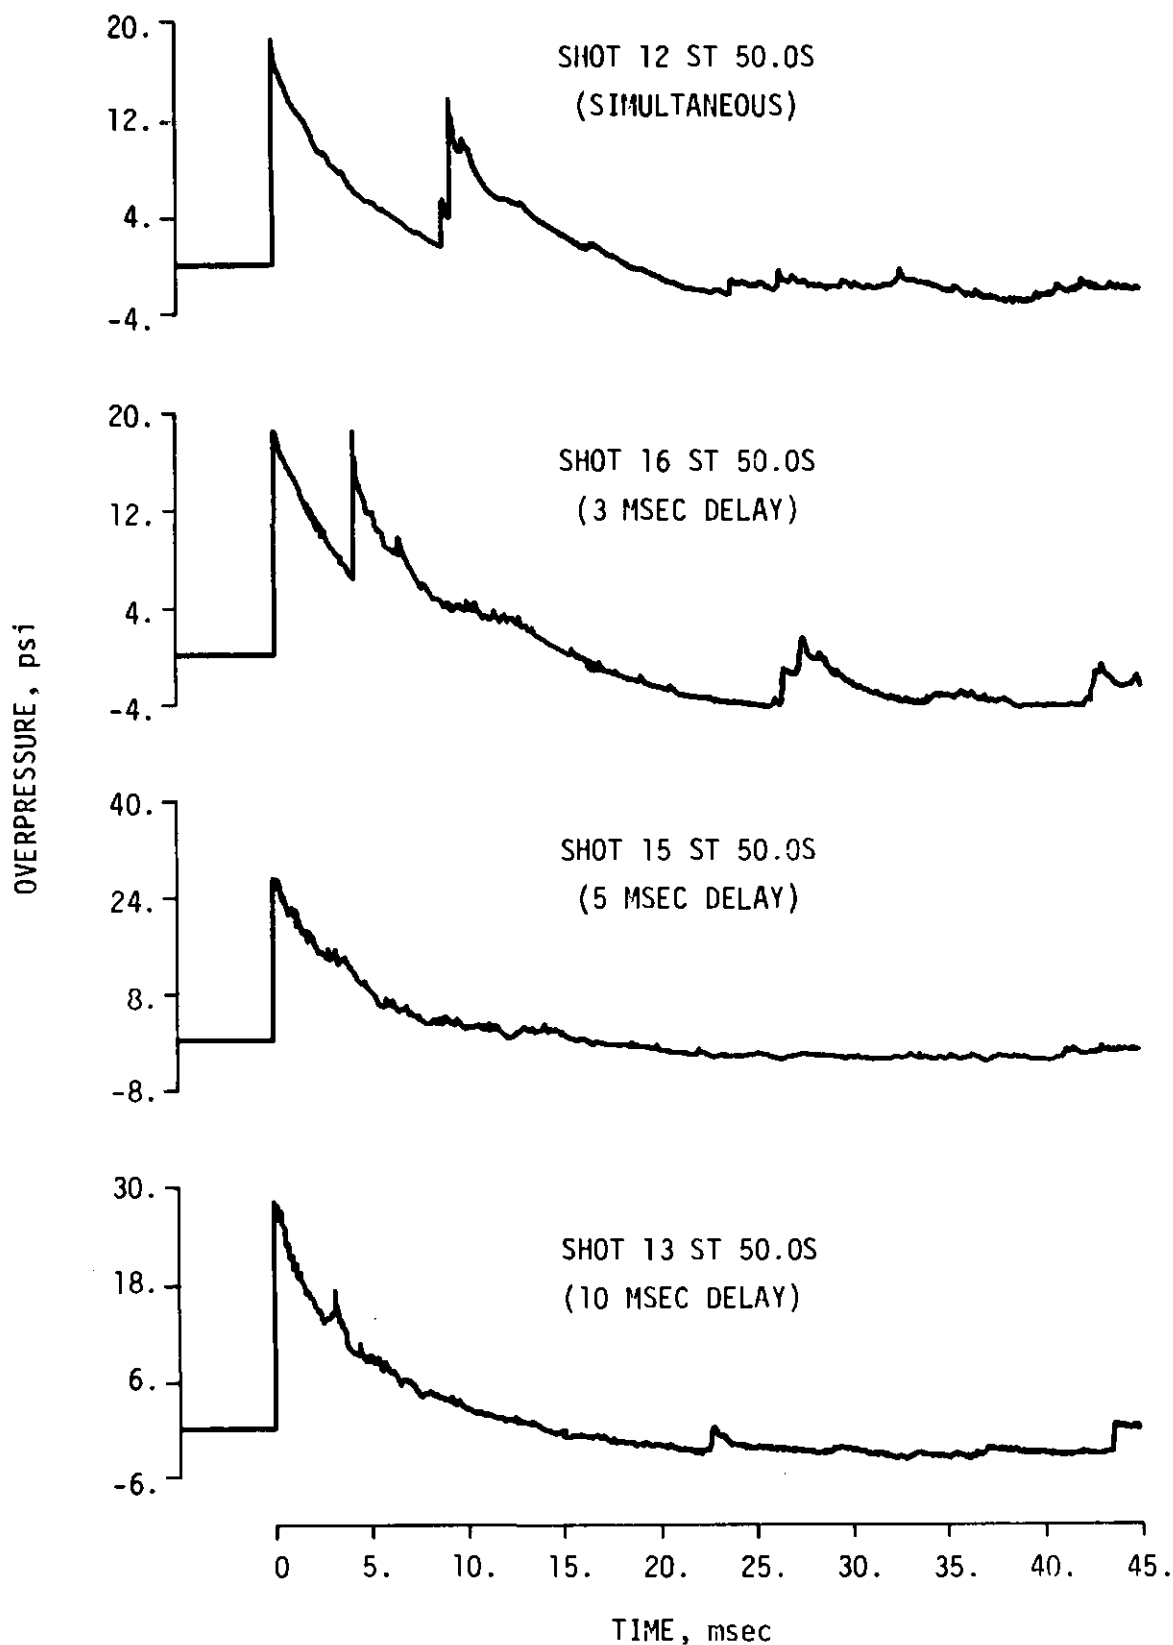 20.
12.
4.
-4.
SHOT 12 ST 50.0S
(SIMULTANEOUS)
20.
12.
4.
-4.
SHOT 16 ST 50.0S
(3 MSEC DELAY)
OVERPRESSURE, psi
40.
24.
8.
-8.
SHOT 15 ST 50.0S
(5 MSEC DELAY)
30.
18.
6.
-6.
SHOT 13 ST 50.0S
(10 MSEC DELAY)
0 5. 10. 15. 20. 25. 30. 35. 40. 45.
TIME, msec